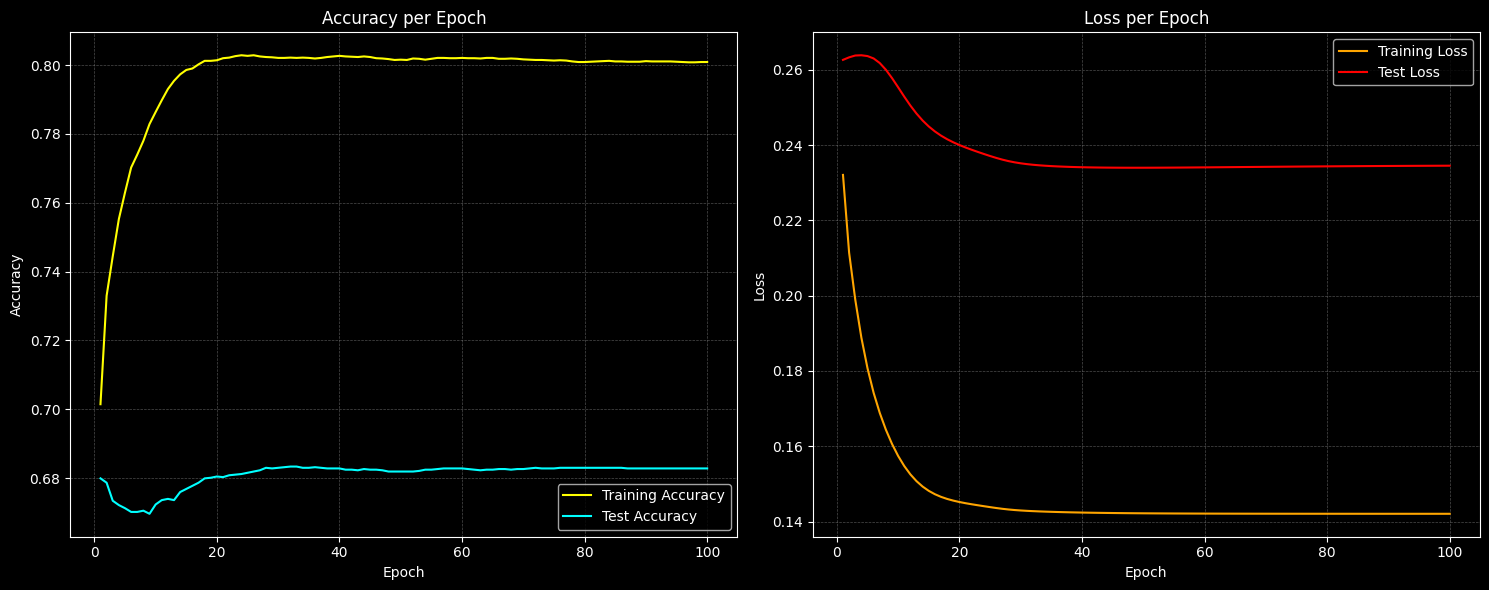 Accuracy per Epoch
Accuracy
0.80
0.78
0.76
0.74
0.72
0.70
0.68
Training Accuracy
Test Accuracy
0 20 40 60 80 100
Epoch
Loss per Epoch
Loss
0.26
0.24
0.22
0.20
0.18
0.16
0.14
Training Loss
Test Loss
0 20 40 60 80 100
Epoch